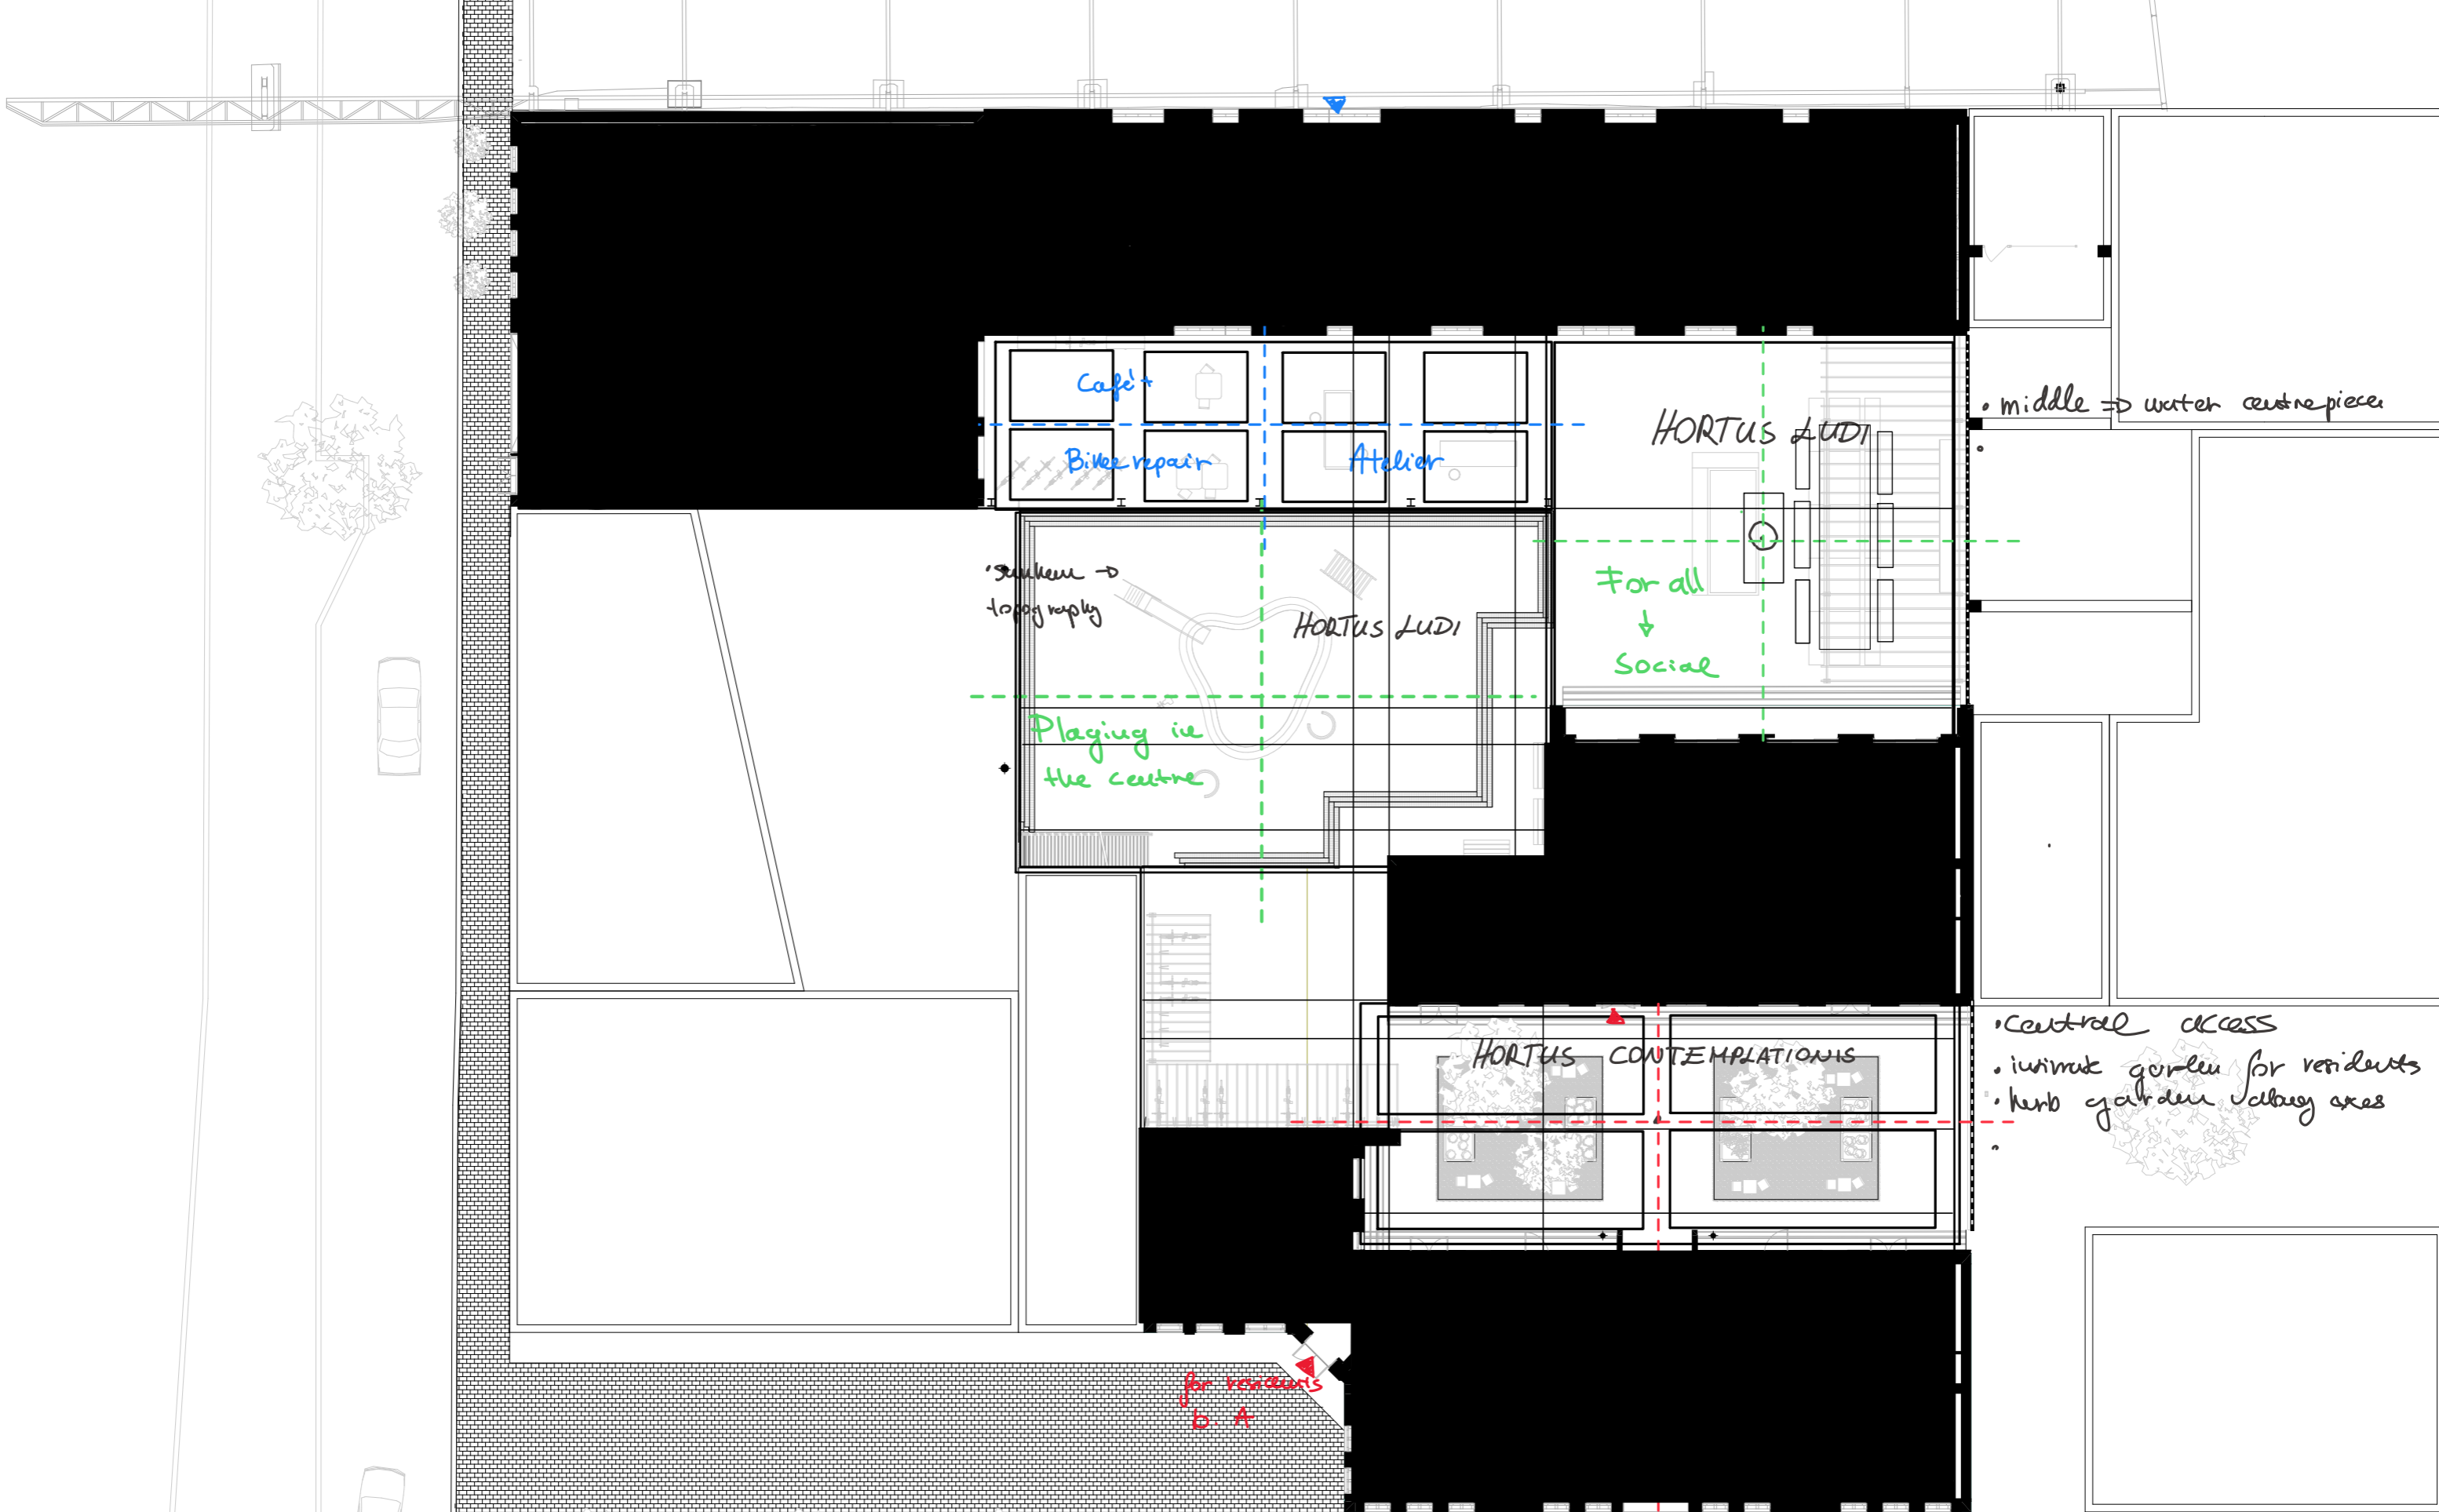 Café +
Bike repair
Atelier
HORTUS LUDI
• middle => water centrepiece
•
• sunken →
topography
HORTUS LUDI
For all
↓
Social
Playing in
the centre
HORTUS CONTEMPLATIONIS
• central access
• intimate garden for residents
• herb garden along axes
•
for residents
b. A